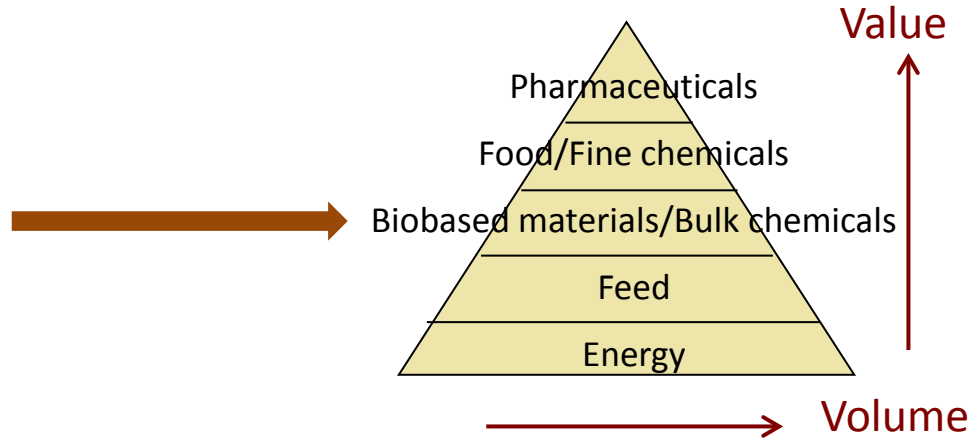 Value
Pharmaceuticals
Food/Fine chemicals
Biobased materials/Bulk chemicals
Feed
Energy
Volume